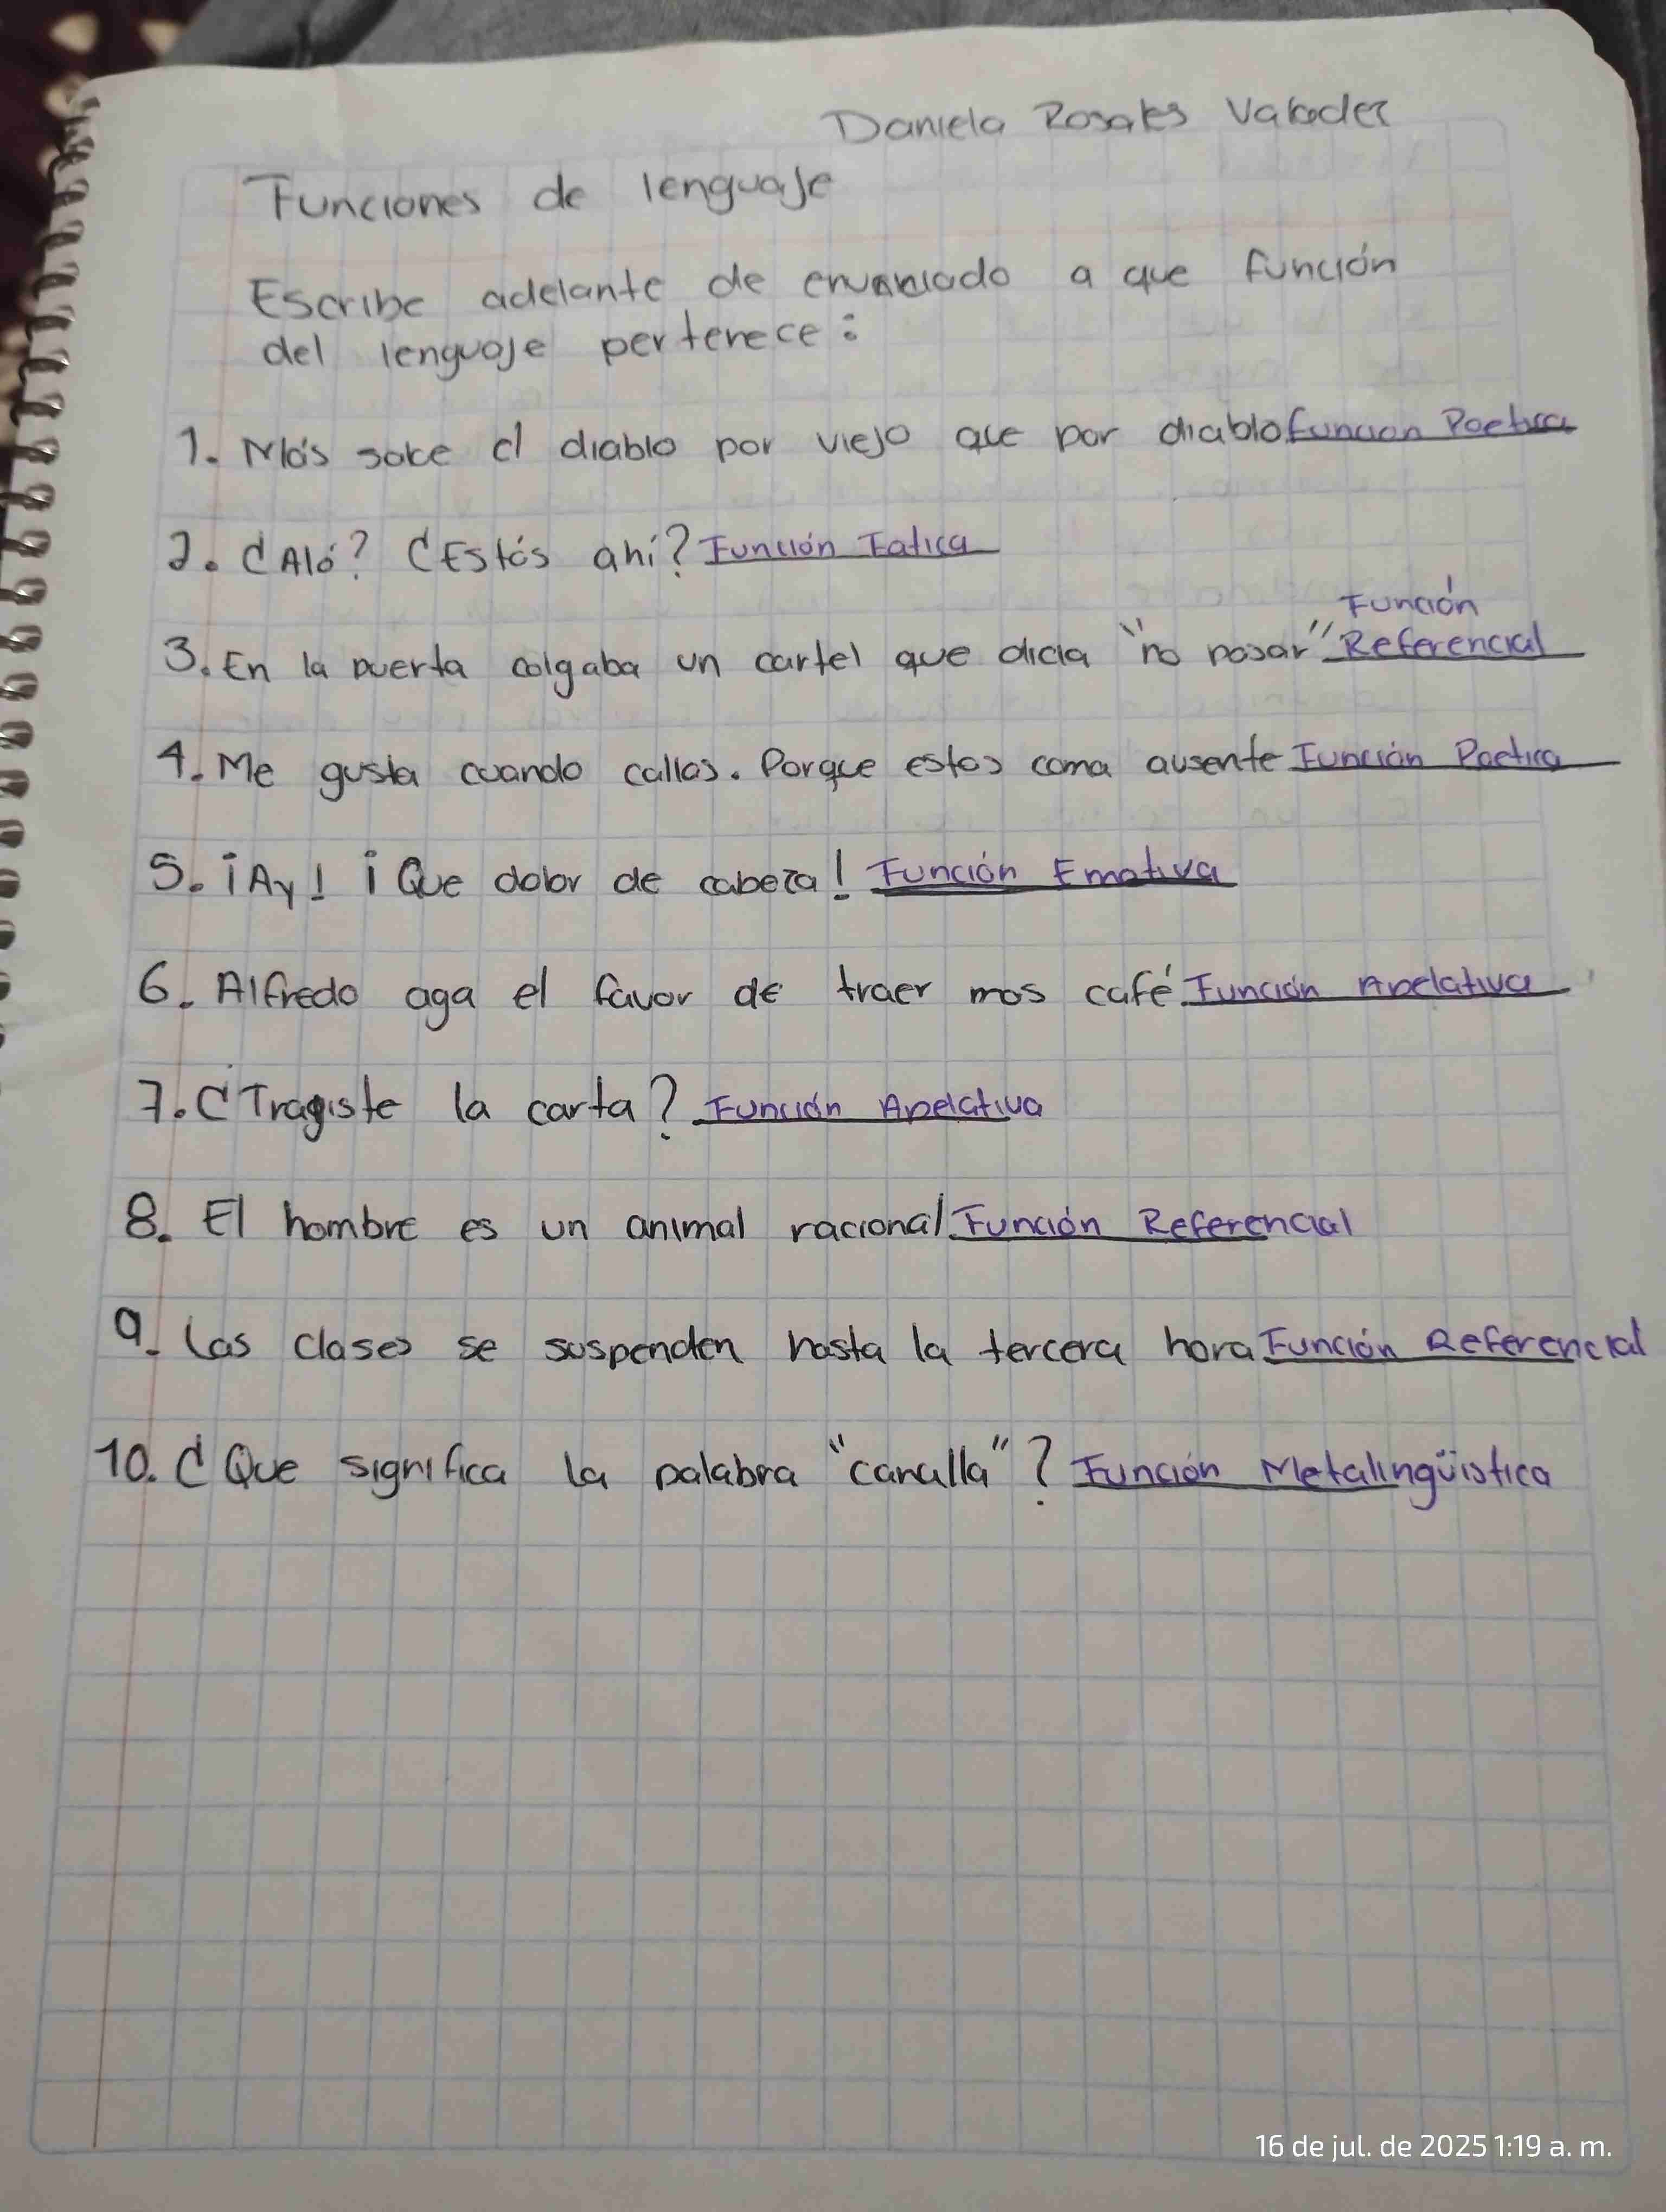 Daniela Rosales
Funciones de lenguaje
Escribe adelante de a que función
del lenguaje pertenece:
1. Más sabe el diablo por viejo que por diablo función Poetica
2. ¿Aló? ¿Estás ahí? Función Fatica
Función
3. En la puerta colgaba un cartel que dicia "no pasar" Referencial
4. Me gusta cuando callas. Porque estas coma ausente Función Poetica
5. ¡Ay! ¡Que dolor de cabeza! Función Emotiva
6. Alfredo aga el favor de traer mos café Función Apelativa
7. ¿Tragiste la carta? Función Apelativa
8. El hombre es un animal racional. Función Referencial
9. Las clases se suspenden hasta la tercera hora Función Referencial
10. ¿Que significa la palabra "canalla"? Función Metalingüistica
16 de jul. de 2025 1:19 a. m.